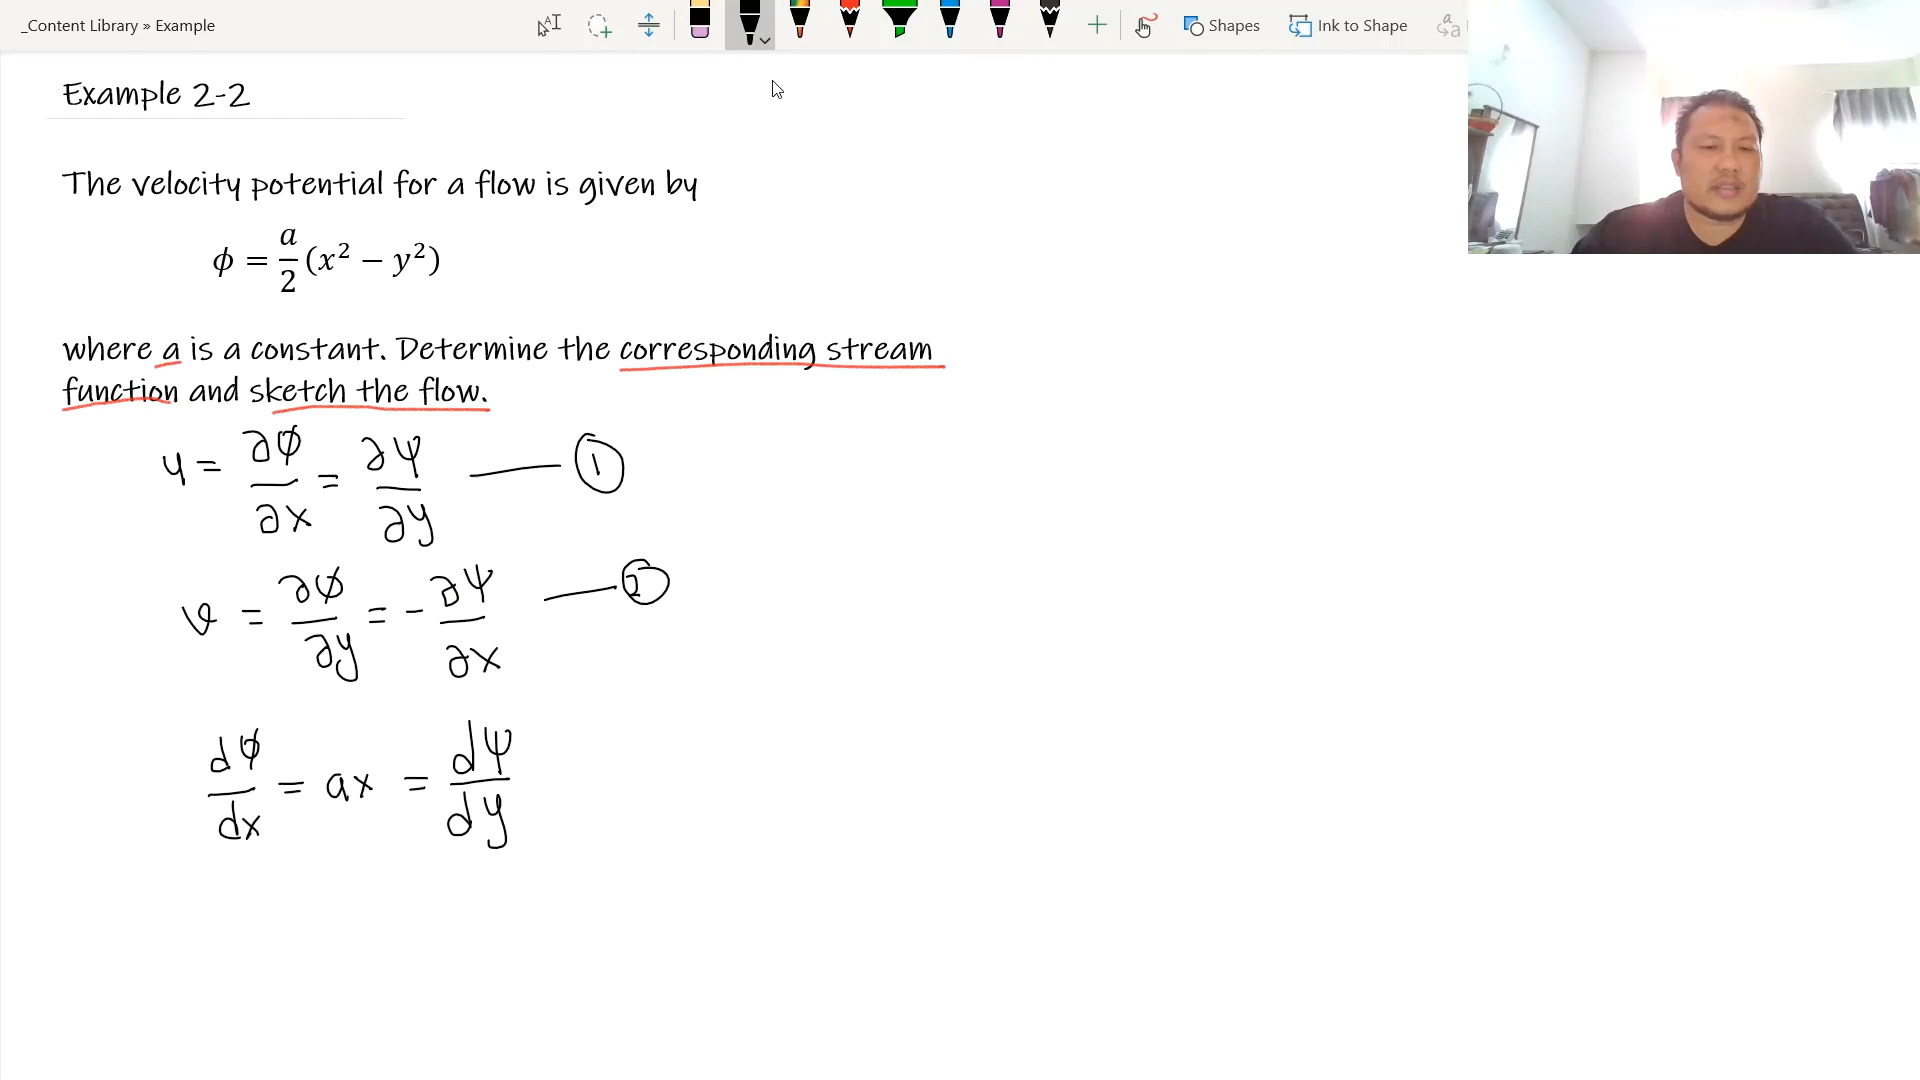 _Content Library » Example
Shapes
Ink to Shape
Example 2-2
The velocity potential for a flow is given by
ϕ = a/2 (x² − y²)
where a is a constant. Determine the corresponding stream
function and sketch the flow.
u = ∂ϕ/∂x = ∂ψ/∂y —— ①
v = ∂ϕ/∂y = - ∂ψ/∂x —— ②
dϕ/dx = ax = dψ/dy